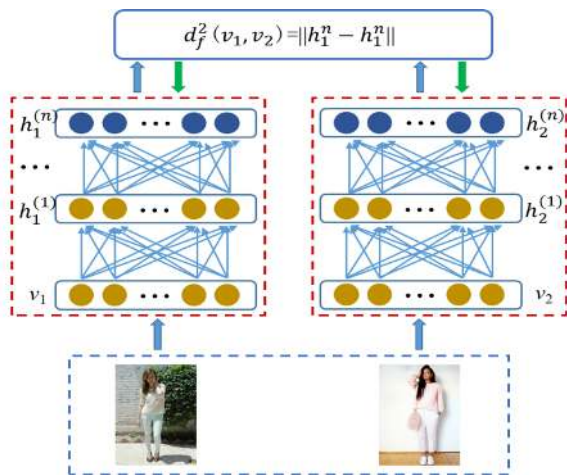 d_f^2(v_1, v_2)=||h_1^n − h_1^n||
h_1^(n) ••• ••• h_2^(n)
••• •••
h_1^(1) ••• ••• h_2^(1)
v_1 ••• ••• v_2